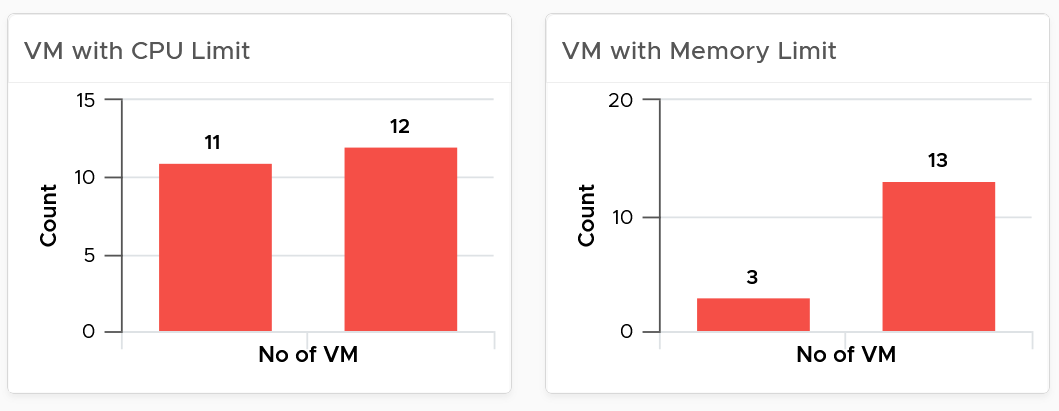 VM with CPU Limit
15
10
5
0
Count
11
12
No of VM
VM with Memory Limit
20
10
0
Count
3
13
No of VM